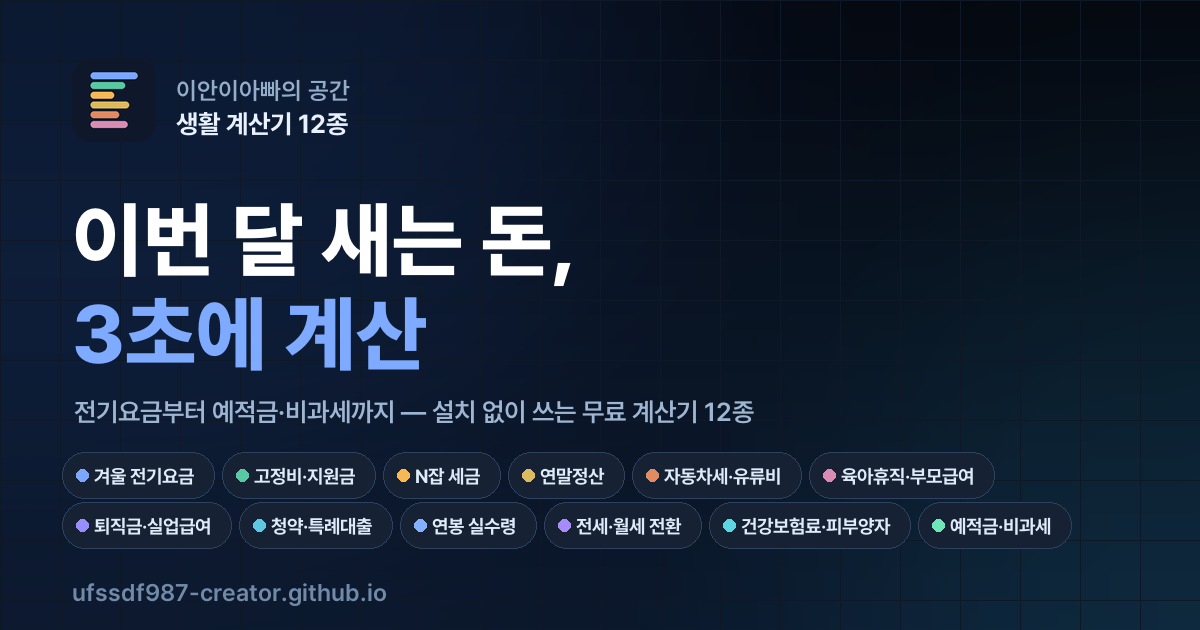 이안이아빠의 공간
생활 계산기 12종
이번 달 새는 돈,
3초에 계산
전기요금부터 예적금·비과세까지 — 설치 없이 쓰는 무료 계산기 12종
겨울 전기요금 고정비·지원금 N잡 세금 연말정산 자동차세·유류비 육아휴직·부모급여
퇴직금·실업급여 청약·특례대출 연봉 실수령 전세·월세 전환 건강보험료·피부양자 예적금·비과세
ufssdf987-creator.github.io